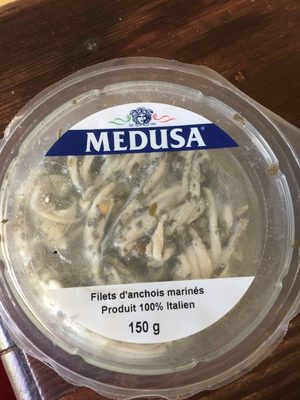 MEDUSA®
Filets d'anchois marinés
Produit 100% Italien
150 g